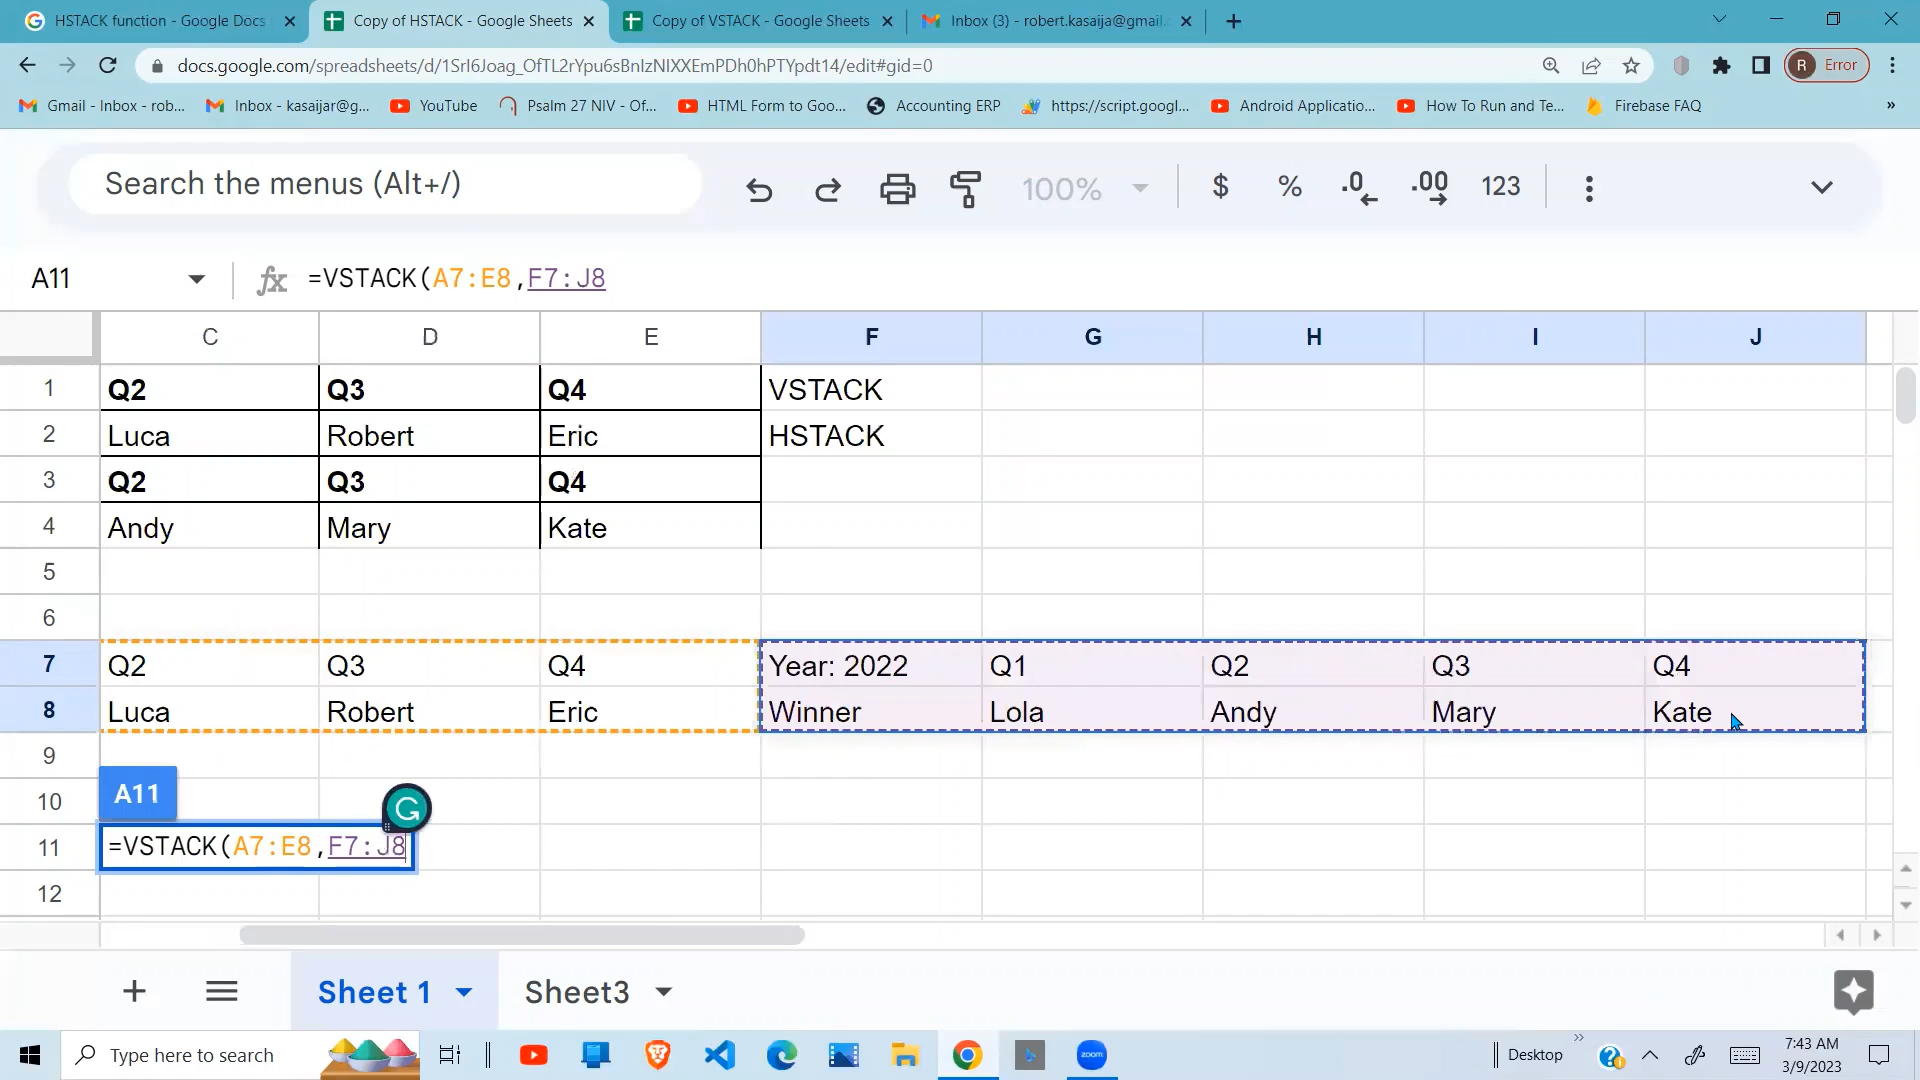 HSTACK function - Google Docs
Copy of HSTACK - Google Sheets
Copy of VSTACK - Google Sheets
Inbox (3) - robert.kasaija@gmail.c
docs.google.com/spreadsheets/d/1SrI6Joag_OfTL2rYpu6sBnIzNIXXEmPDh0hPTYpdt14/edit#gid=0
R Error
Gmail - Inbox - rob...
Inbox - kasaijar@g...
YouTube
Psalm 27 NIV - Of...
HTML Form to Goo...
Accounting ERP
https://script.googl...
Android Applicatio...
How To Run and Te...
Firebase FAQ
»
Search the menus (Alt+/)
100%
$ % .0 .00 123
A11
fx =VSTACK(A7:E8,F7:J8
C D E F G H I J
1 Q2 Q3 Q4 VSTACK
2 Luca Robert Eric HSTACK
3 Q2 Q3 Q4
4 Andy Mary Kate
5
6
7 Q2 Q3 Q4 Year: 2022 Q1 Q2 Q3 Q4
8 Luca Robert Eric Winner Lola Andy Mary Kate
9
10 A11
11 =VSTACK(A7:E8,F7:J8
12
Sheet 1
Sheet3
Type here to search
zoom
Desktop
»
7:43 AM
3/9/2023